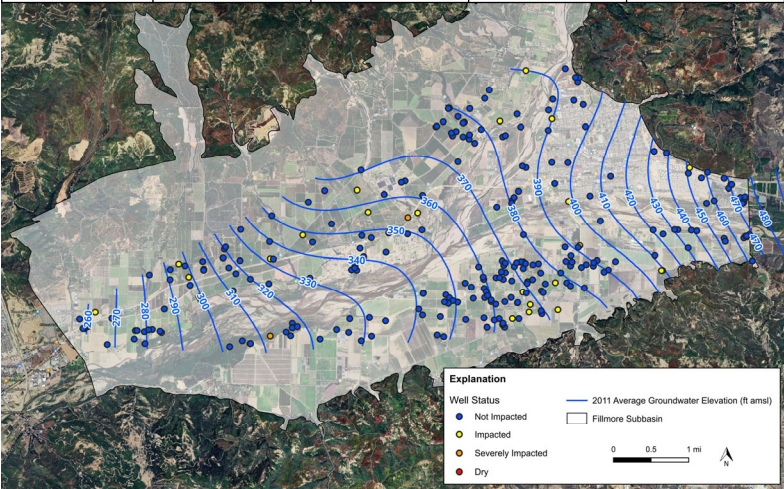 370
390
380
400
410
420
430
440
450
460
470
480
470
360
350
340
330
320
310
300
290
280
270
260
Explanation
Well Status
Not Impacted
Impacted
Severely Impacted
Dry
2011 Average Groundwater Elevation (ft amsl)
Fillmore Subbasin
0 0.5 1 mi
N